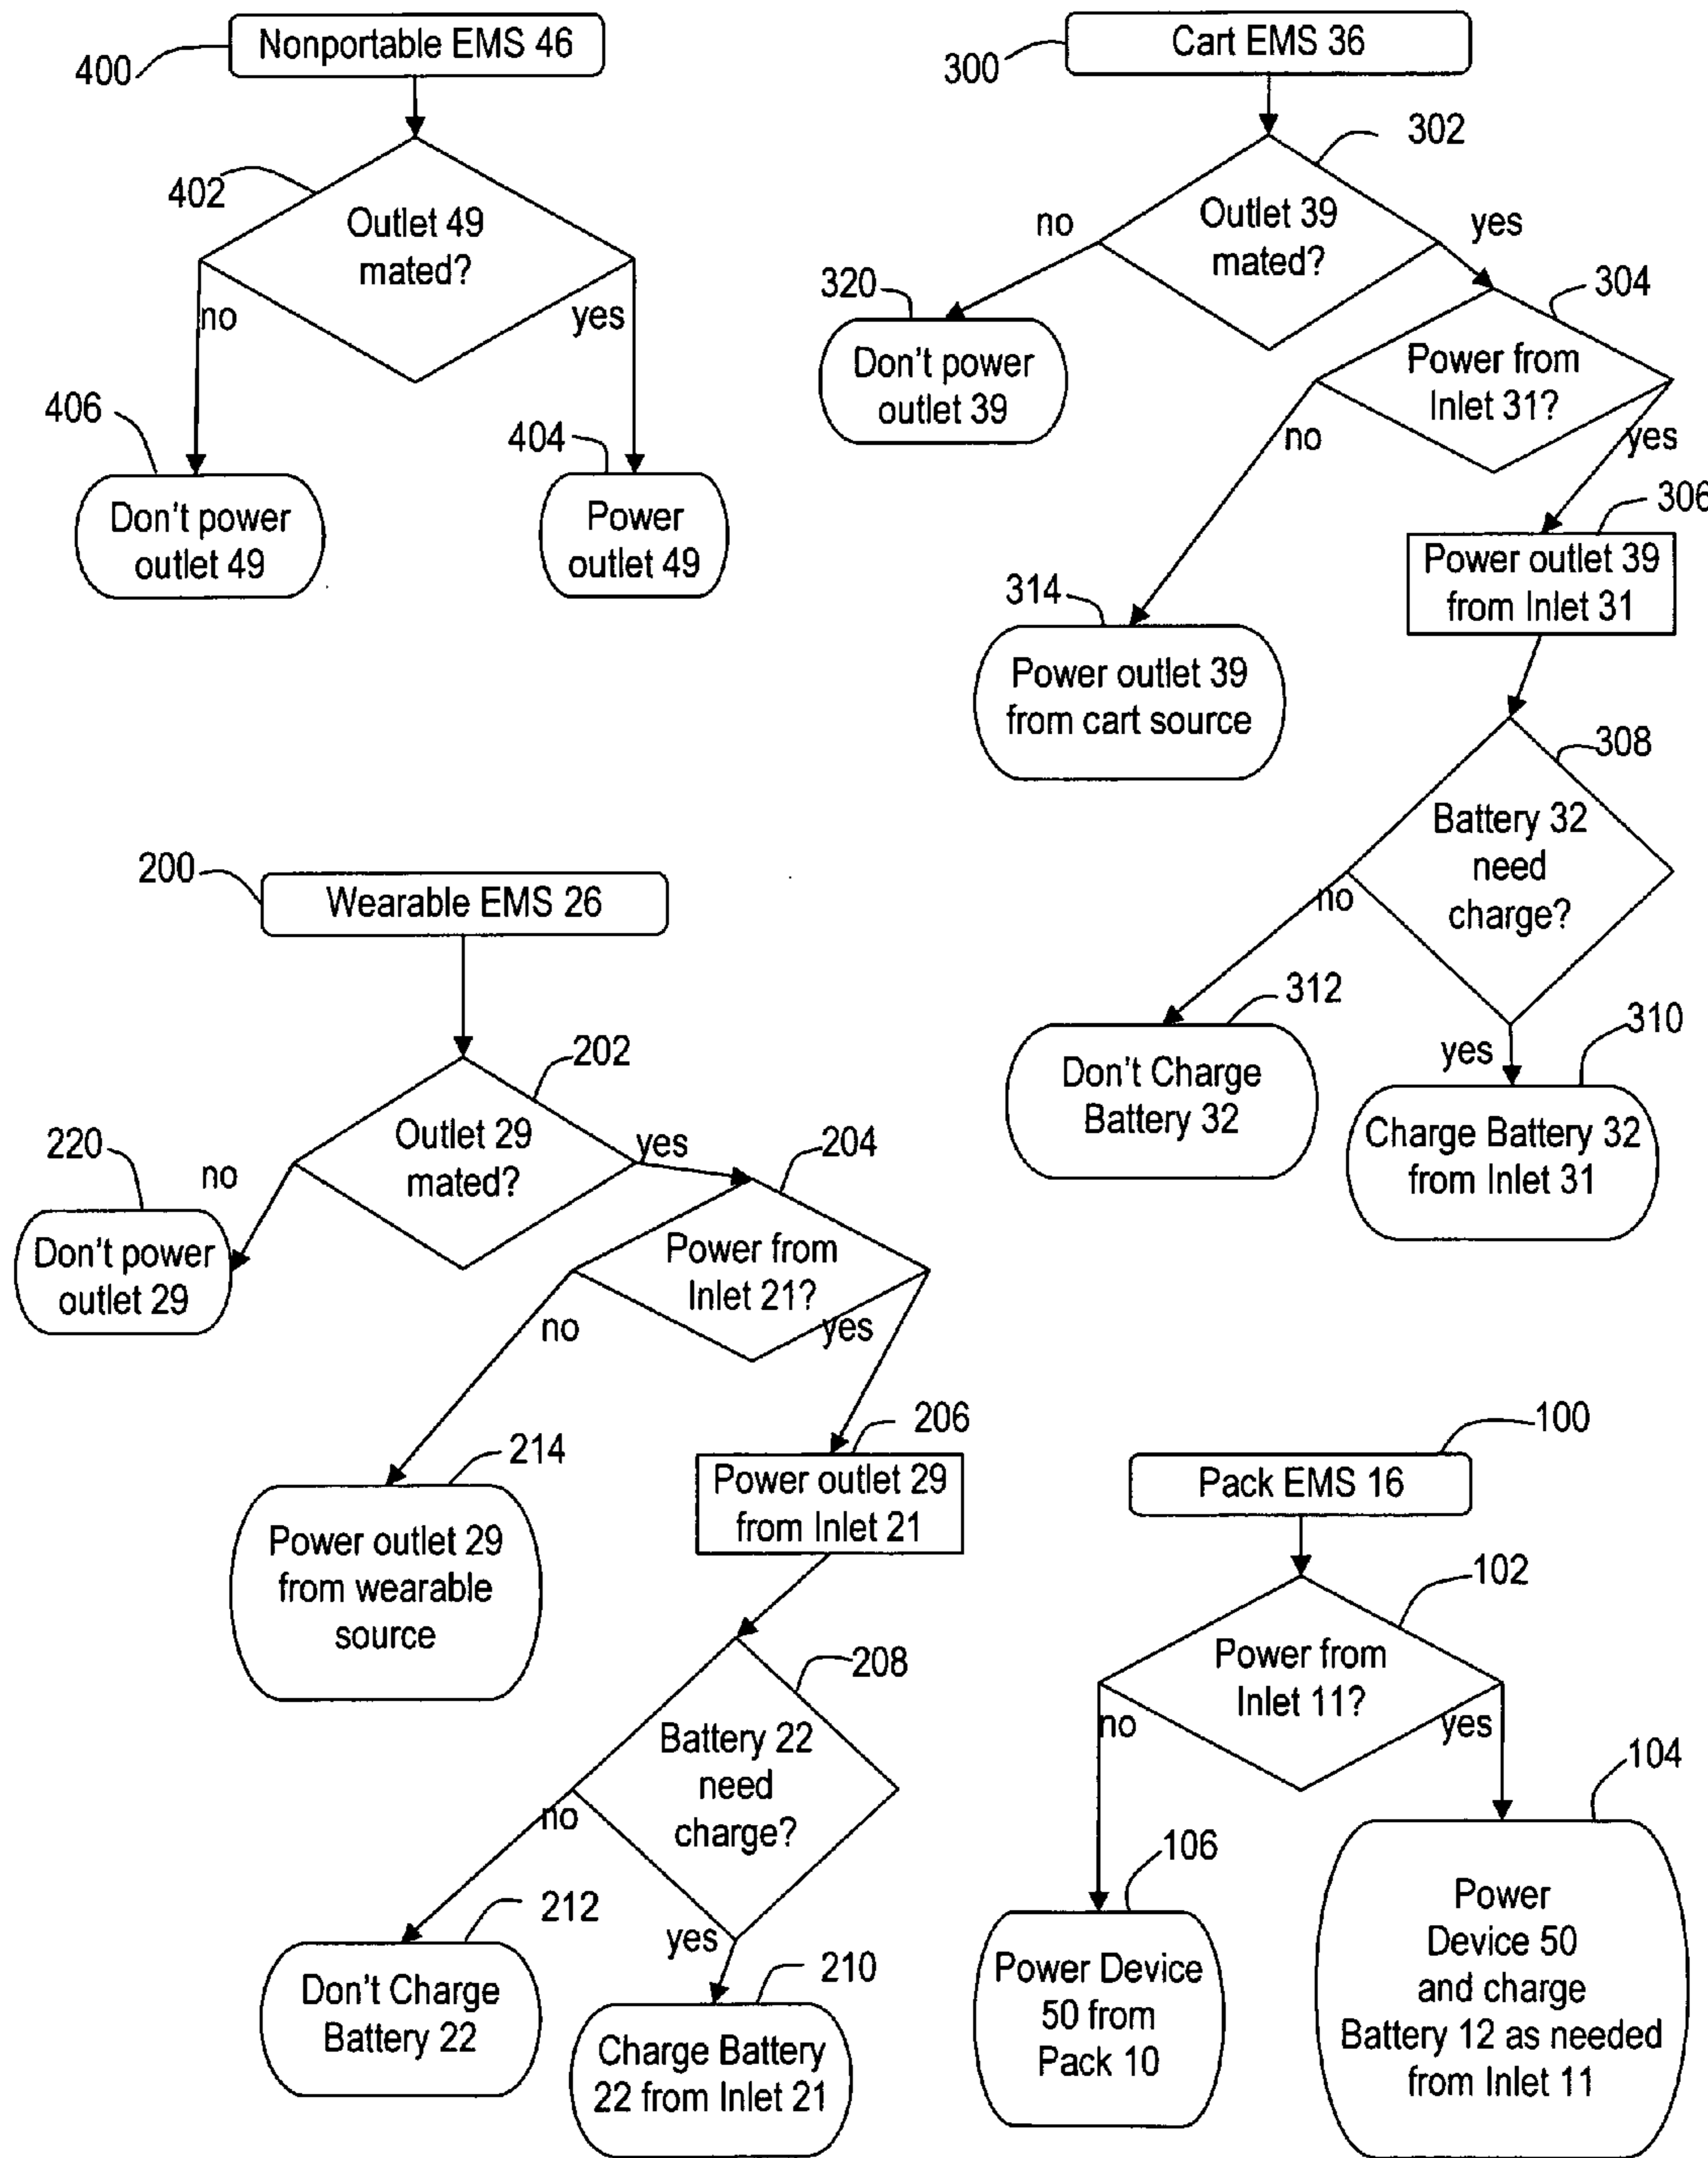 Nonportable EMS 46
400
402
Outlet 49
mated?
no
yes
406
404
Don't power
outlet 49
Power
outlet 49
Cart EMS 36
300
302
Outlet 39
mated?
no
yes
320
304
Don't power
outlet 39
Power from
Inlet 31?
no
yes
306
Power outlet 39
from Inlet 31
314
Power outlet 39
from cart source
308
Battery 32
need
charge?
no
312
310
yes
Don't Charge
Battery 32
Charge Battery 32
from Inlet 31
200
Wearable EMS 26
202
Outlet 29
mated?
220
no
yes
204
Don't power
outlet 29
Power from
Inlet 21?
no
yes
206
214
Power outlet 29
from Inlet 21
Power outlet 29
from wearable
source
208
Battery 22
need
charge?
no
212
yes
210
Don't Charge
Battery 22
Charge Battery
22 from Inlet 21
100
Pack EMS 16
102
Power from
Inlet 11?
no
yes
104
106
Power Device
50 from
Pack 10
Power
Device 50
and charge
Battery 12 as needed
from Inlet 11